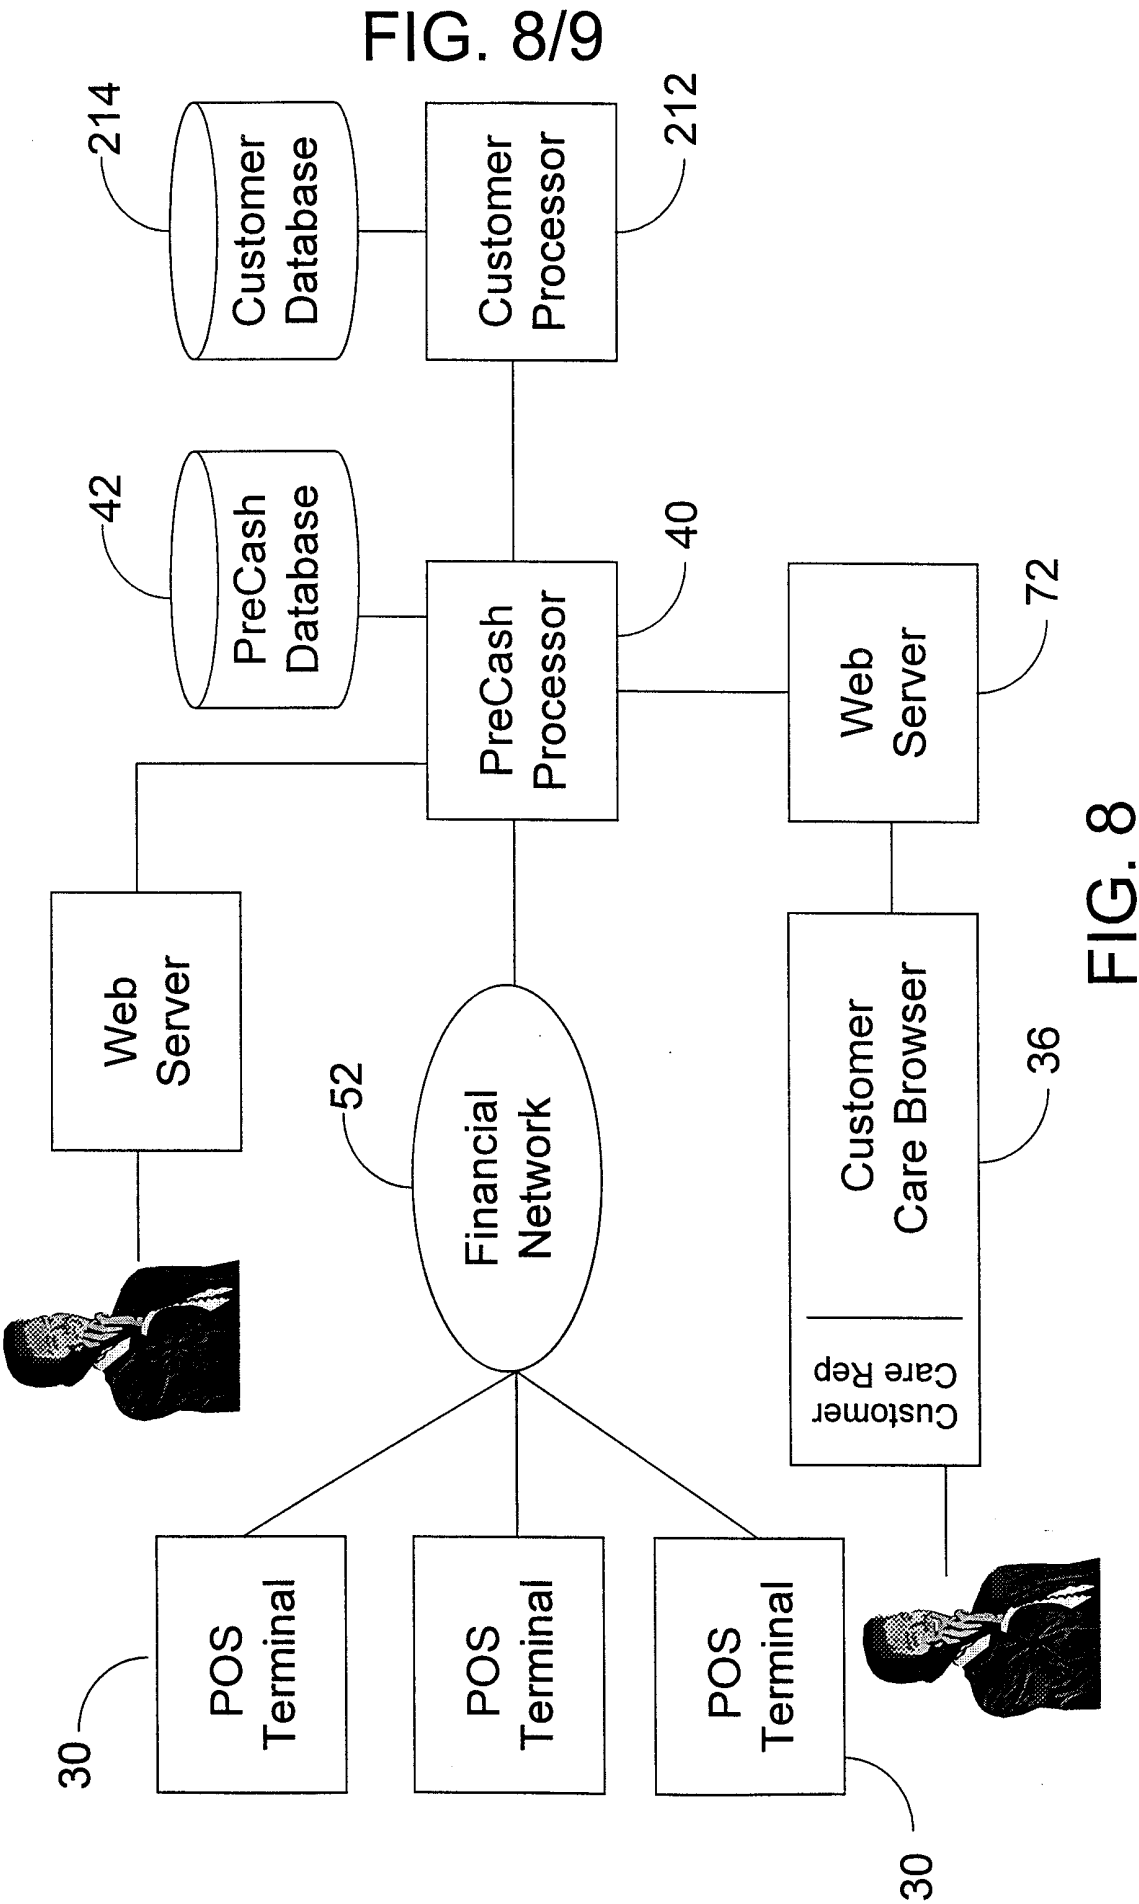 FIG. 8/9
214
Customer
Database
Customer
Processor
212
42
PreCash
Database
PreCash
Processor
40
Web
Server
72
Web
Server
52
Financial
Network
Customer
Care Browser
36
Customer
Care Rep
30
POS
Terminal
POS
Terminal
POS
Terminal
30
FIG. 8